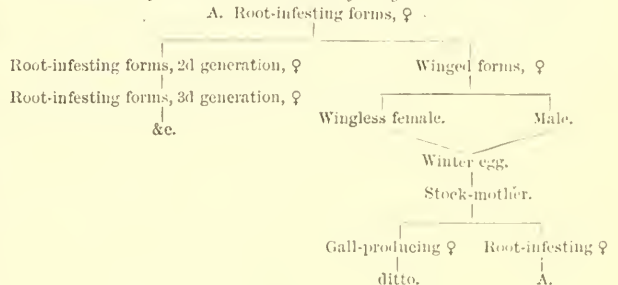 A. Root-infesting forms, ♀
Root-infesting forms, 2d generation, ♀ Winged forms, ♀
Root-infesting forms, 3d generation, ♀
&c. Wingless female. Male.
Winter egg.
Stock-mother.
Gall-producing ♀ Root-infesting ♀
ditto. A.